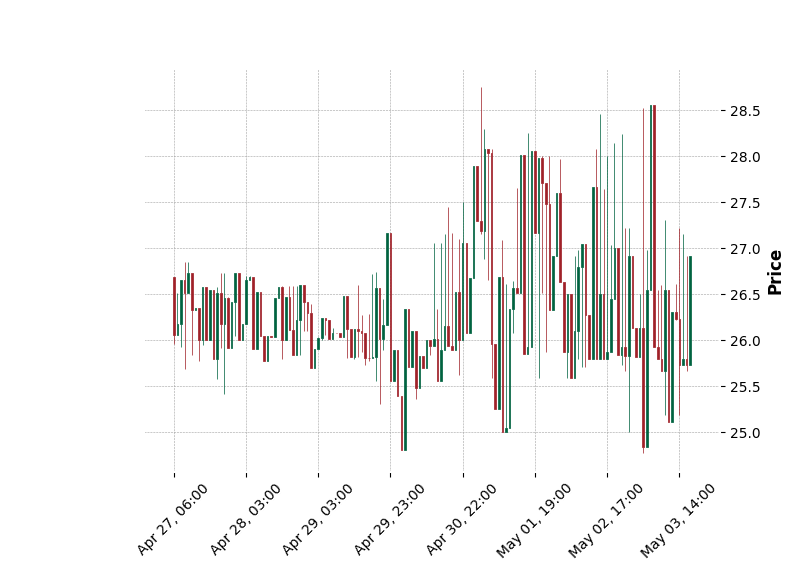 28.5
28.0
27.5
27.0
26.5
26.0
25.5
25.0
Price
Apr 27, 06:00
Apr 28, 03:00
Apr 29, 03:00
Apr 29, 23:00
Apr 30, 22:00
May 01, 19:00
May 02, 17:00
May 03, 14:00